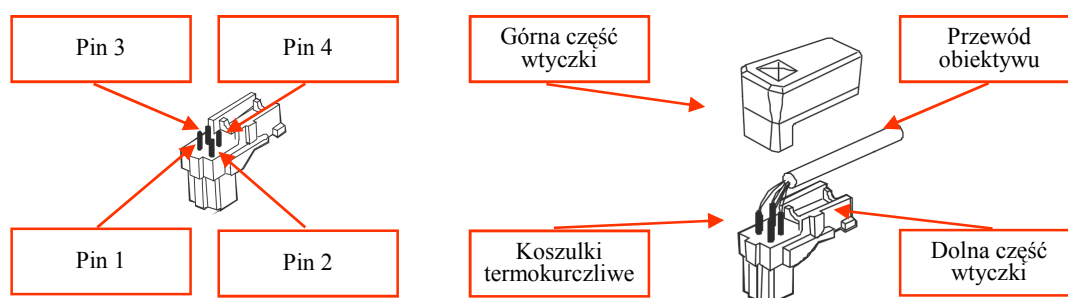 Pin 3
Pin 4
Pin 1
Pin 2
Górna część
wtyczki
Przewód
obiektywu
Koszulki
termokurczliwe
Dolna część
wtyczki